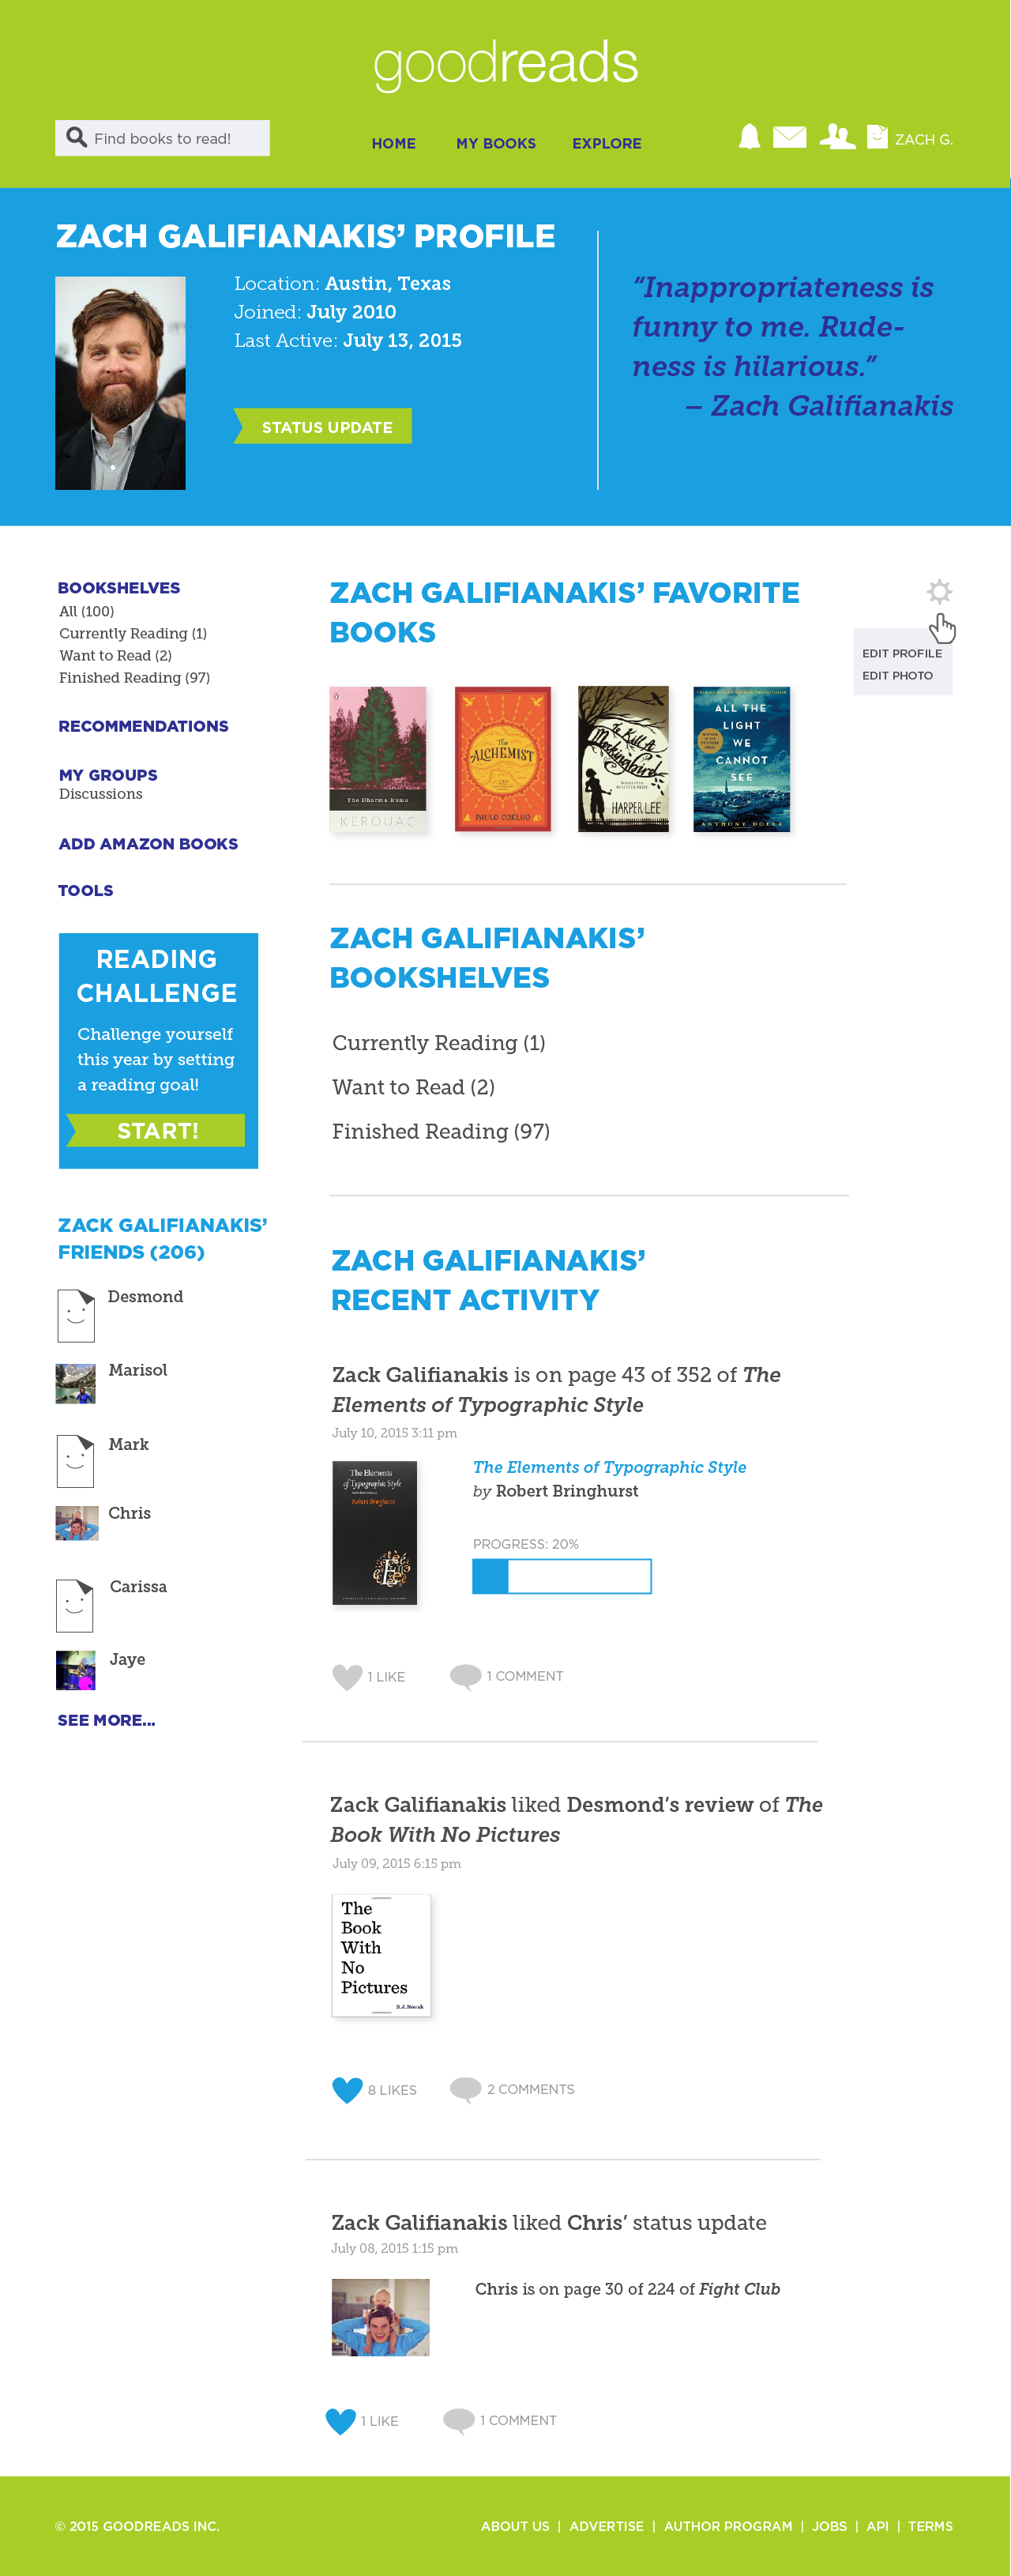 goodreads
Find books to read!
HOME
MY BOOKS
EXPLORE
ZACH G.
ZACH GALIFIANAKIS’ PROFILE
Location: Austin, Texas
Joined: July 2010
Last Active: July 13, 2015
STATUS UPDATE
“Inappropriateness is
funny to me. Rude-
ness is hilarious.”
– Zach Galifianakis
BOOKSHELVES
All (100)
Currently Reading (1)
Want to Read (2)
Finished Reading (97)
RECOMMENDATIONS
MY GROUPS
Discussions
ADD AMAZON BOOKS
TOOLS
READING
CHALLENGE
Challenge yourself
this year by setting
a reading goal!
START!
ZACK GALIFIANAKIS’
FRIENDS (206)
Desmond
Marisol
Mark
Chris
Carissa
Jaye
SEE MORE...
ZACH GALIFIANAKIS’ FAVORITE
BOOKS
EDIT PROFILE
EDIT PHOTO
The Dharma Bums
KEROUAC
The
ALCHEMIST
PAULO COELHO
To Kill A
Mockingbird
HARPER LEE
ALL THE
LIGHT
WE
CANNOT
SEE
ANTHONY DOERR
ZACH GALIFIANAKIS’
BOOKSHELVES
Currently Reading (1)
Want to Read (2)
Finished Reading (97)
ZACH GALIFIANAKIS’
RECENT ACTIVITY
Zack Galifianakis is on page 43 of 352 of The
Elements of Typographic Style
July 10, 2015 3:11 pm
The Elements
of Typographic Style
Robert Bringhurst
The Elements of Typographic Style
by Robert Bringhurst
PROGRESS: 20%
1 LIKE
1 COMMENT
Zack Galifianakis liked Desmond’s review of The
Book With No Pictures
July 09, 2015 6:15 pm
The
Book
With
No
Pictures
B.J. Novak
8 LIKES
2 COMMENTS
Zack Galifianakis liked Chris’ status update
July 08, 2015 1:15 pm
Chris is on page 30 of 224 of Fight Club
1 LIKE
1 COMMENT
© 2015 GOODREADS INC.
ABOUT US | ADVERTISE | AUTHOR PROGRAM | JOBS | API | TERMS